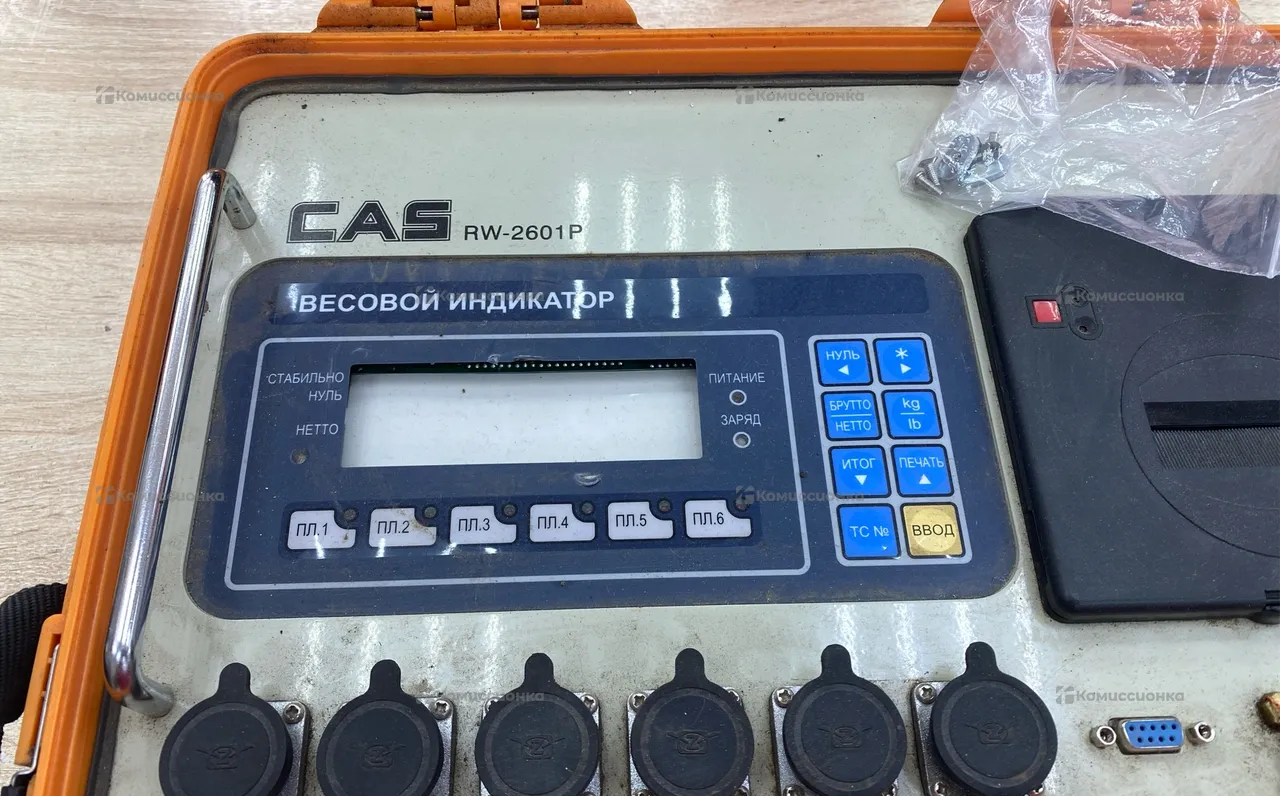 Комиссионка
Комиссионка
CAS RW-2601P
ВЕСОВОЙ ИНДИКАТОР
Комиссионка
Комиссионка
СТАБИЛЬНО
НУЛЬ
НЕТТО
ПИТАНИЕ
ЗАРЯД
НУЛЬ
*
БРУТТО
НЕТТО
kg
lb
ИТОГ
ПЕЧАТЬ
ТС №
ВВОД
Комиссионка
Комиссионка
ПЛ.1
ПЛ.2
ПЛ.3
ПЛ.4
ПЛ.5
ПЛ.6
Комиссионка
Комиссионка